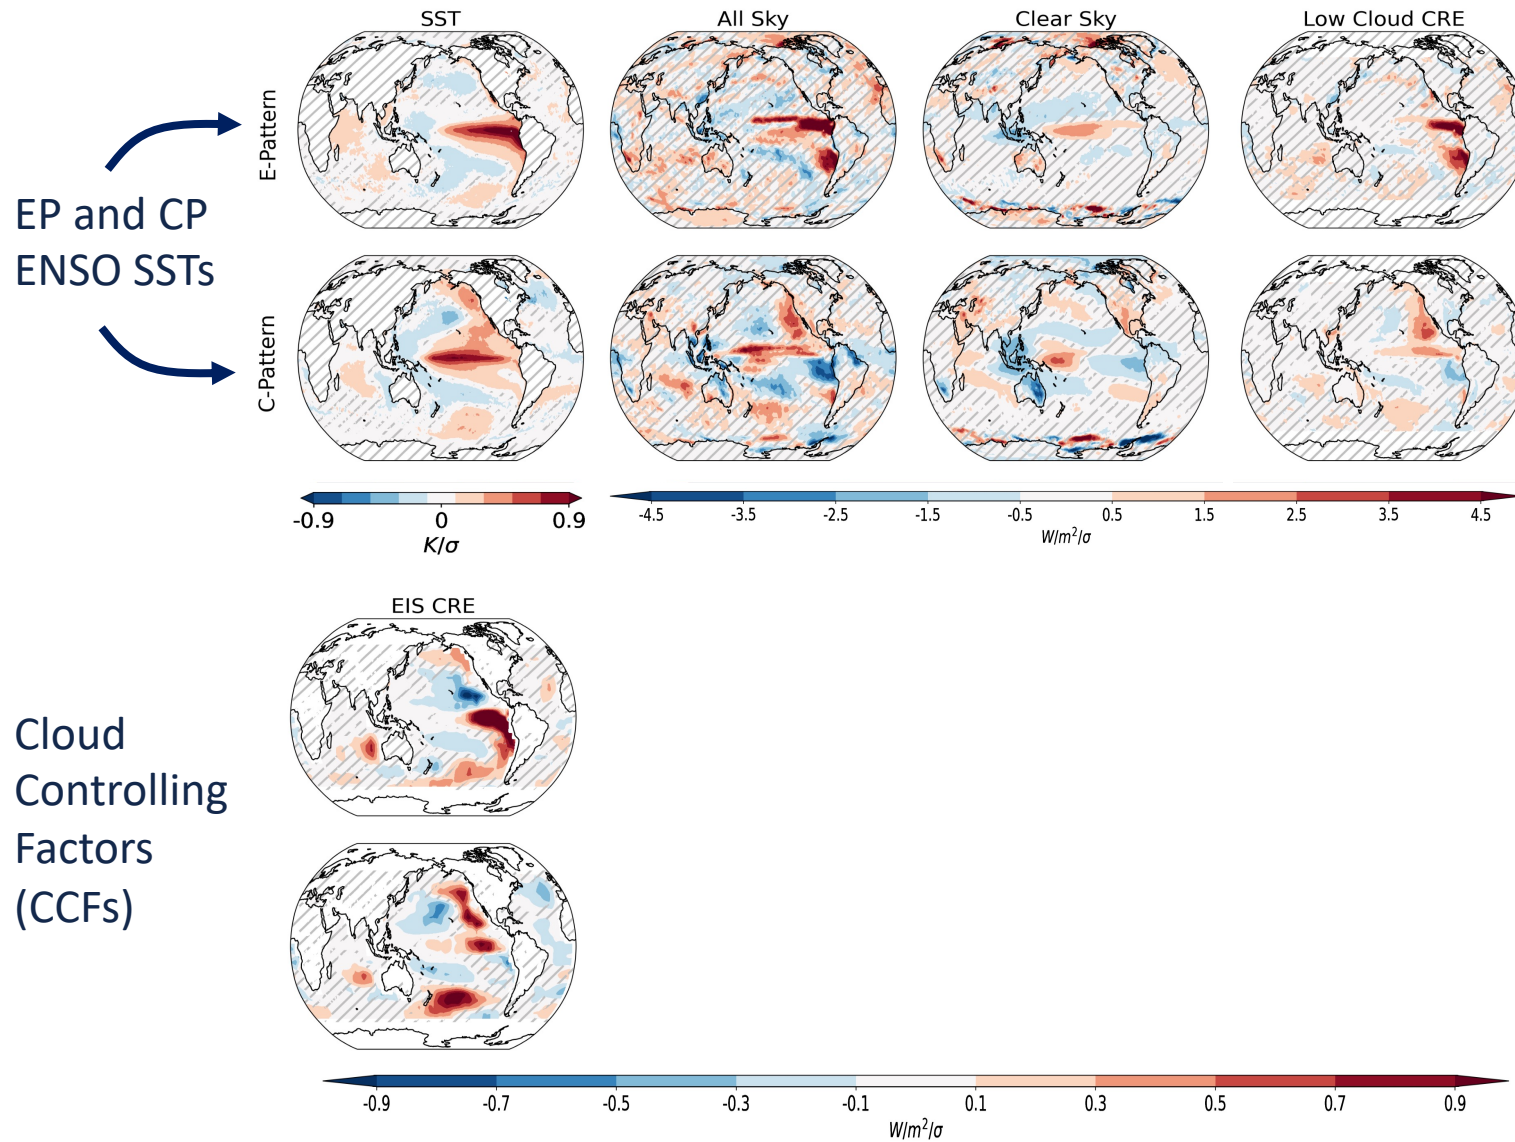 SST
All Sky
Clear Sky
Low Cloud CRE
E-Pattern
EP and CP
ENSO SSTs
C-Pattern
-0.9
0
0.9
K/σ
-4.5
-3.5
-2.5
-1.5
-0.5
0.5
1.5
2.5
3.5
4.5
W/m²/σ
EIS CRE
Cloud
Controlling
Factors
(CCFs)
-0.9
-0.7
-0.5
-0.3
-0.1
0.1
0.3
0.5
0.7
0.9
W/m²/σ